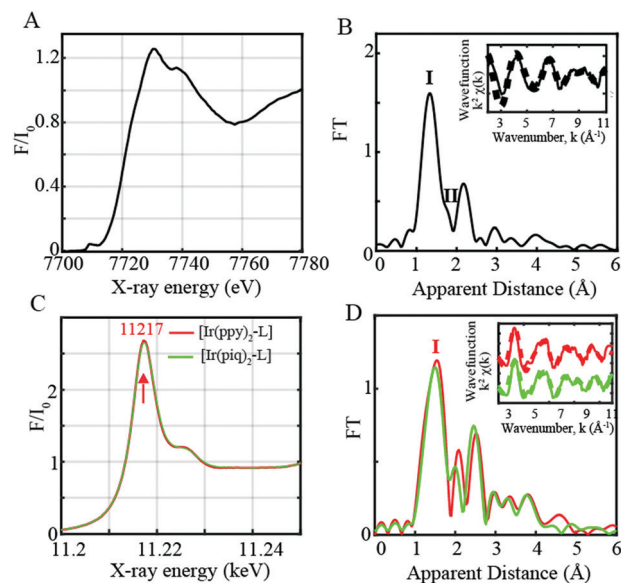 A
1.2
0.8
0.4
0
F/I0
7700
7720
7740
7760
7780
X-ray energy (eV)
B
2
1
0
FT
I
II
Wavefunction
k² χ(k)
3
5
7
9
11
Wavenumber, k (Å⁻¹)
0
1
2
3
4
5
6
Apparent Distance (Å)
C
11217
[Ir(ppy)2-L]
[Ir(piq)2-L]
2
1
0
F/I0
11.2
11.22
11.24
X-ray energy (keV)
D
1
0
FT
I
Wavefunction
k² χ(k)
3
5
7
9
11
Wavenumber, k (Å⁻¹)
0
1
2
3
4
5
6
Apparent Distance (Å)